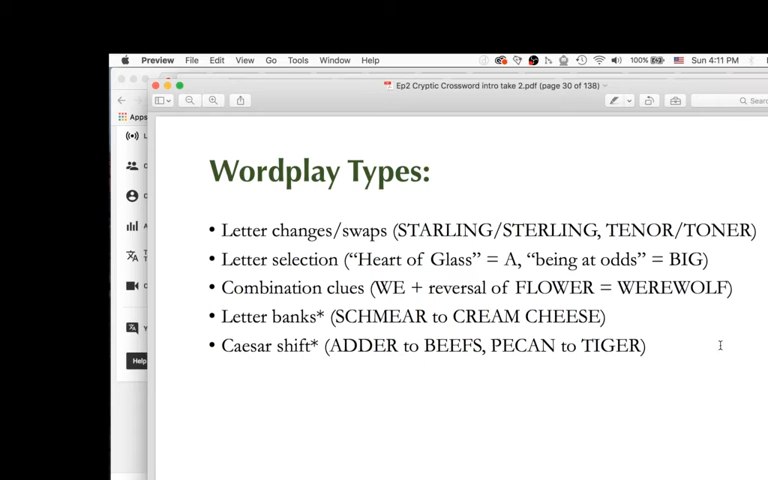 Preview File Edit View Go Tools Window Help 100% Sun 4:11 PM
Ep2 Cryptic Crossword intro take 2.pdf (page 30 of 138)
Apps
Help
Wordplay Types:
• Letter changes/swaps (STARLING/STERLING, TENOR/TONER)
• Letter selection (“Heart of Glass” = A, “being at odds” = BIG)
• Combination clues (WE + reversal of FLOWER = WEREWOLF)
• Letter banks* (SCHMEAR to CREAM CHEESE)
• Caesar shift* (ADDER to BEEFS, PECAN to TIGER)